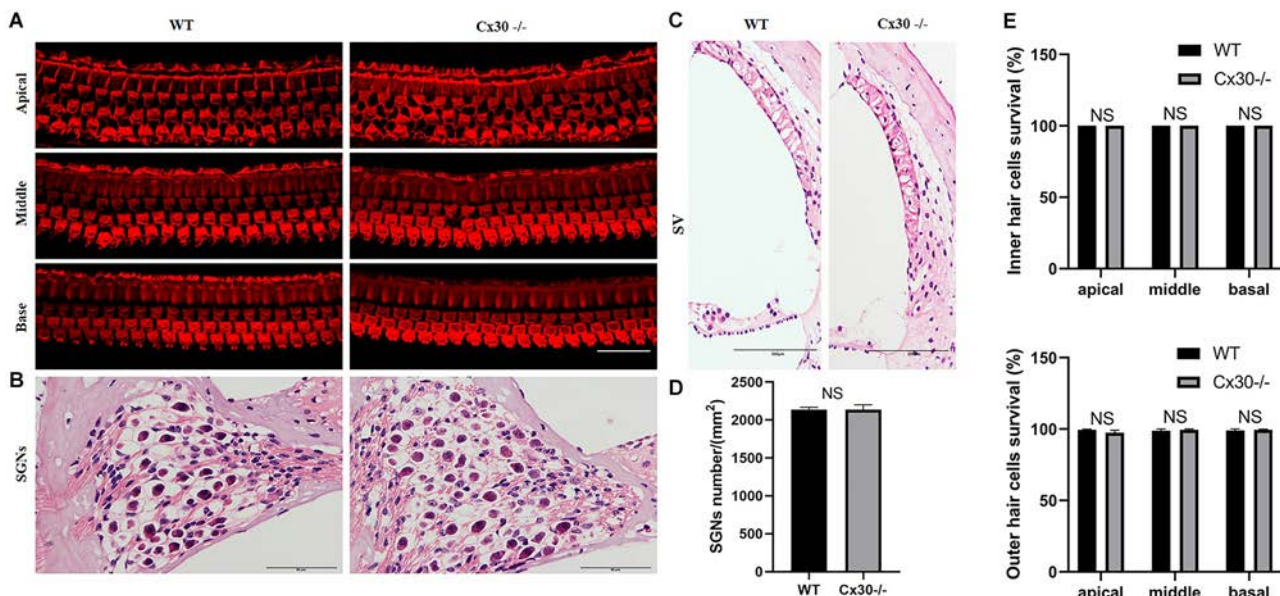 A
WT
Cx30 -/-
Apical
Middle
Base
B
SGNs
C
WT
Cx30 -/-
SV
D
2500
2000
1500
1000
500
0
SGNs number/(mm²)
NS
WT
Cx30-/-
E
150
100
50
0
Inner hair cells survival (%)
WT
Cx30-/-
NS
NS
NS
apical
middle
basal
150
100
50
0
Outer hair cells survival (%)
WT
Cx30-/-
NS
NS
NS
apical
middle
basal